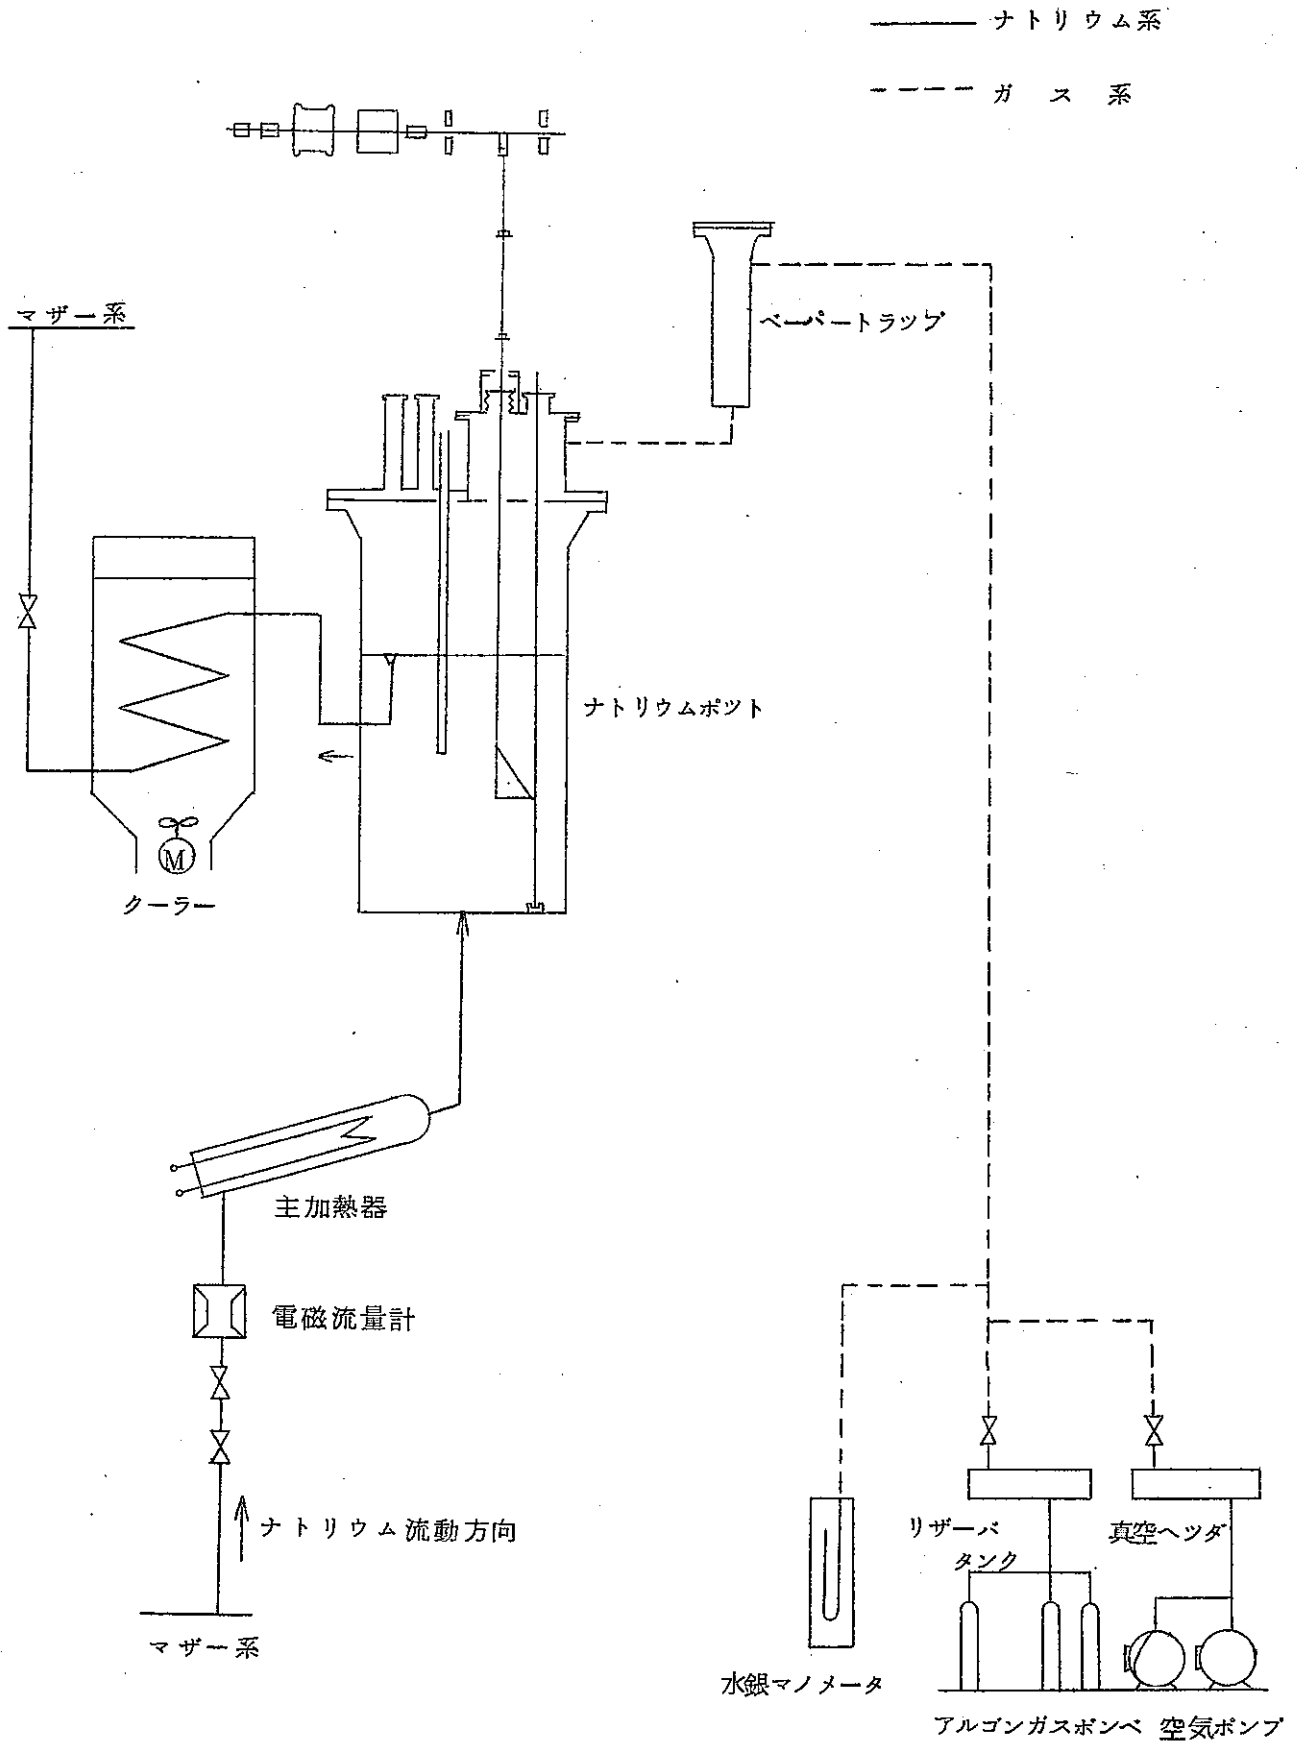 ナトリウム系
ガス系
マザー系
ベーパートラップ
ナトリウムポット
M
クーラー
主加熱器
電磁流量計
ナトリウム流動方向
マザー系
リザーバ
タンク
真空ヘッダ
水銀マノメータ
アルゴンガスボンベ
空気ポンプ